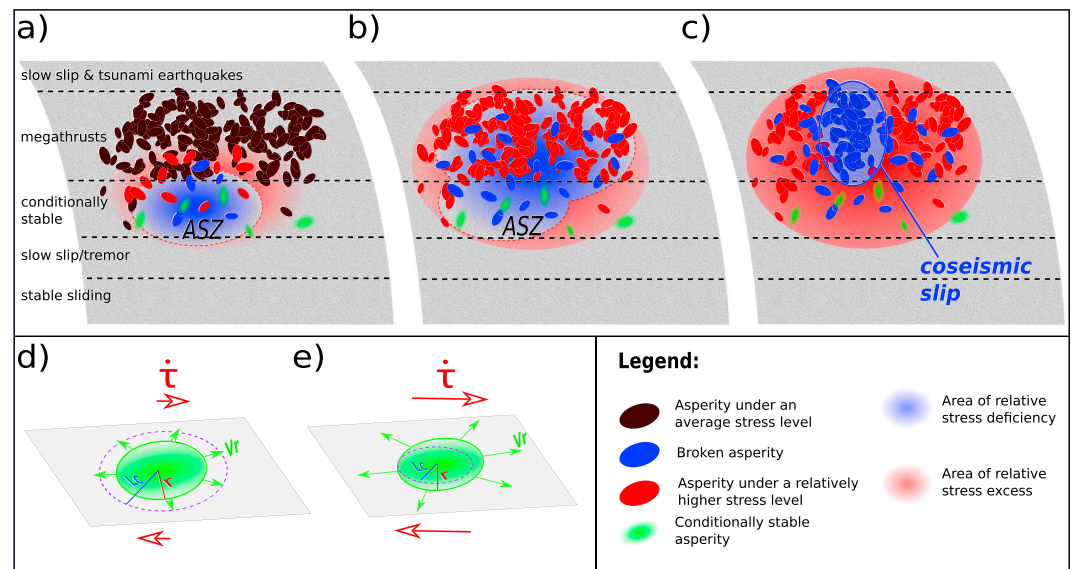 a)
b)
c)
slow slip & tsunami earthquakes
megathrusts
conditionally
stable
slow slip/tremor
stable sliding
ASZ
ASZ
coseismic
slip
d)
e)
τ̇
τ̇
Vr
Lc
r
Vr
Lc
r
Legend:
Asperity under an
average stress level
Broken asperity
Asperity under a relatively
higher stress level
Conditionally stable
asperity
Area of relative
stress deficiency
Area of relative
stress excess